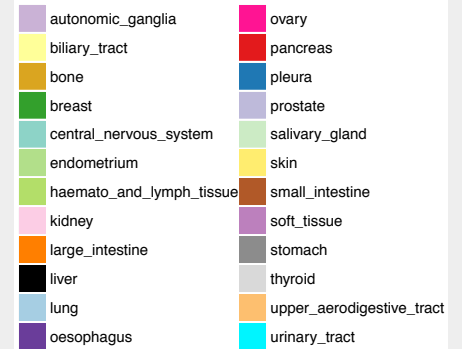 autonomic_ganglia
biliary_tract
bone
breast
central_nervous_system
endometrium
haemato_and_lymph_tissue
kidney
large_intestine
liver
lung
oesophagus
ovary
pancreas
pleura
prostate
salivary_gland
skin
small_intestine
soft_tissue
stomach
thyroid
upper_aerodigestive_tract
urinary_tract